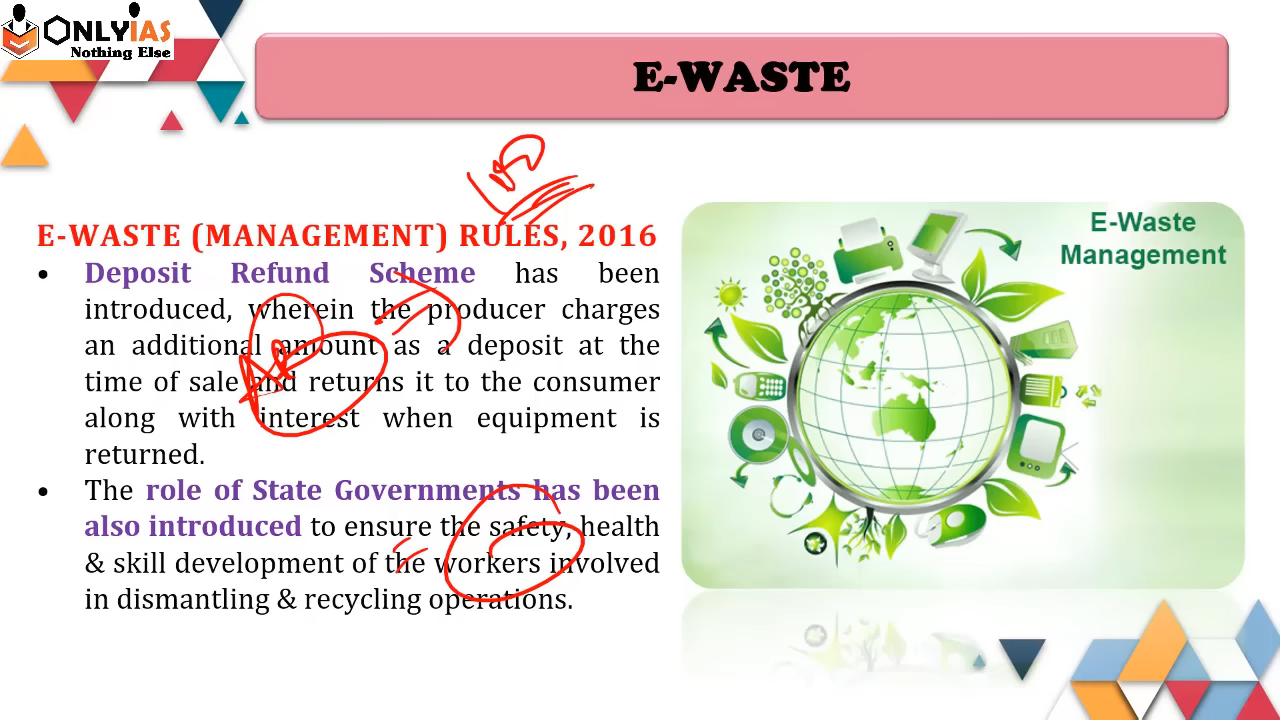 ONLYIAS
Nothing Else
E-WASTE
E-WASTE (MANAGEMENT) RULES, 2016
• Deposit Refund Scheme has been
introduced, wherein the producer charges
an additional amount as a deposit at the
time of sale and returns it to the consumer
along with interest when equipment is
returned.
• The role of State Governments has been
also introduced to ensure the safety, health
& skill development of the workers involved
in dismantling & recycling operations.
E-Waste
Management